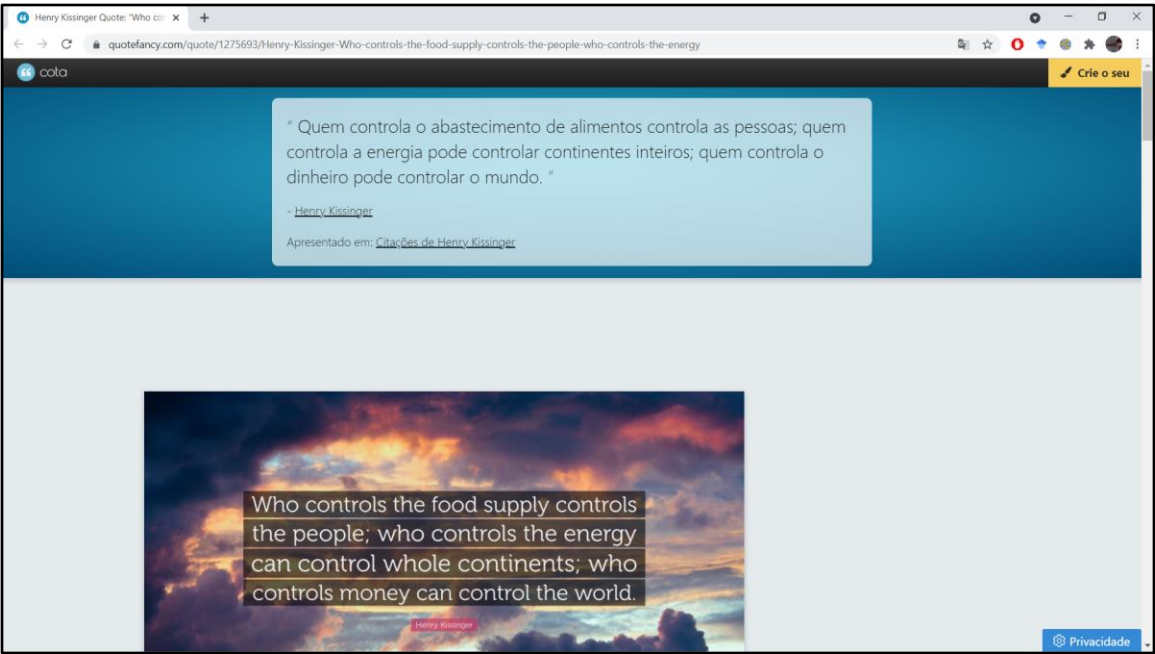 Henry Kissinger Quote: "Who co
quotefancy.com/quote/1275693/Henry-Kissinger-Who-controls-the-food-supply-controls-the-people-who-controls-the-energy
cota
Crie o seu
“ Quem controla o abastecimento de alimentos controla as pessoas; quem
controla a energia pode controlar continentes inteiros; quem controla o
dinheiro pode controlar o mundo. ”
- Henry Kissinger
Apresentado em: Citações de Henry Kissinger
Who controls the food supply controls
the people; who controls the energy
can control whole continents; who
controls money can control the world.
Henry Kissinger
Privacidade